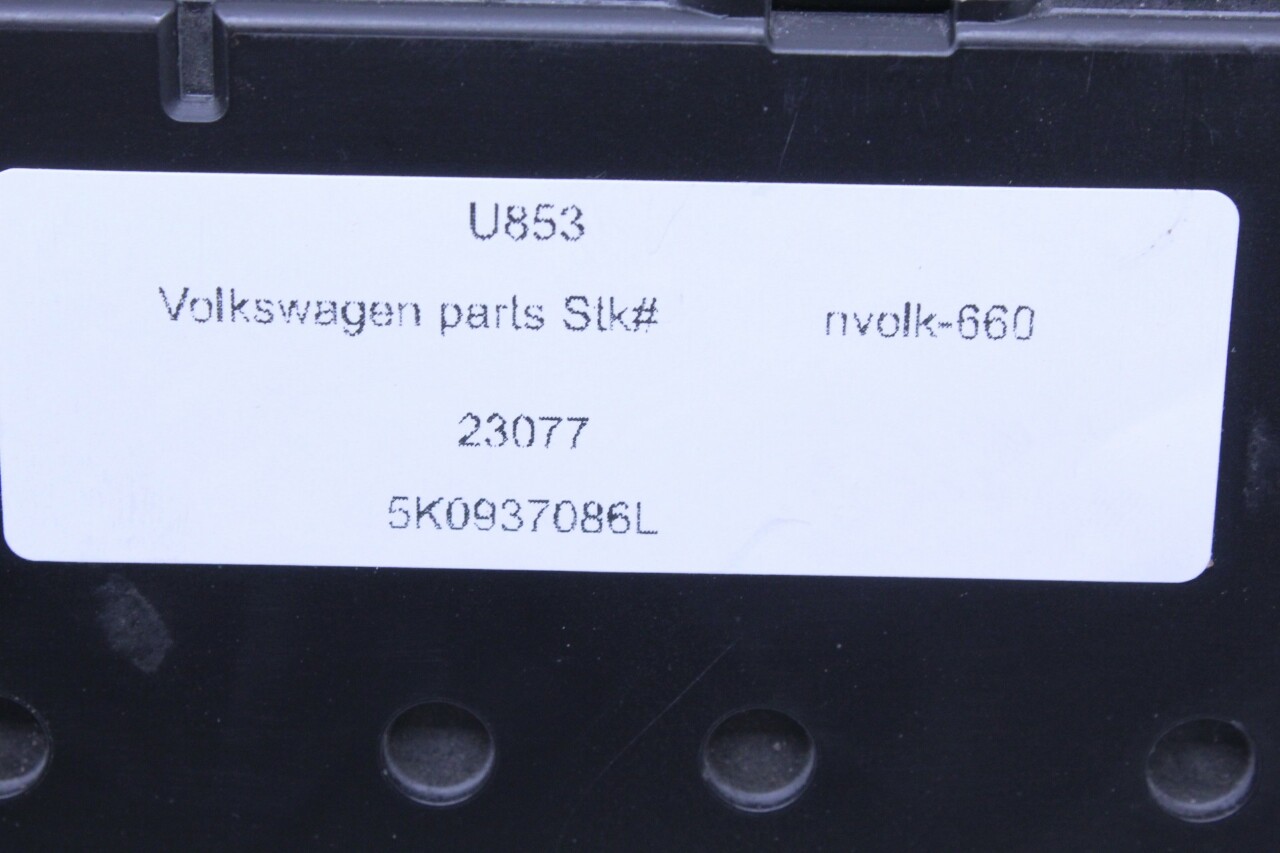 U853
Volkswagen parts Stk# nvolk-660
23077
5K0937086L